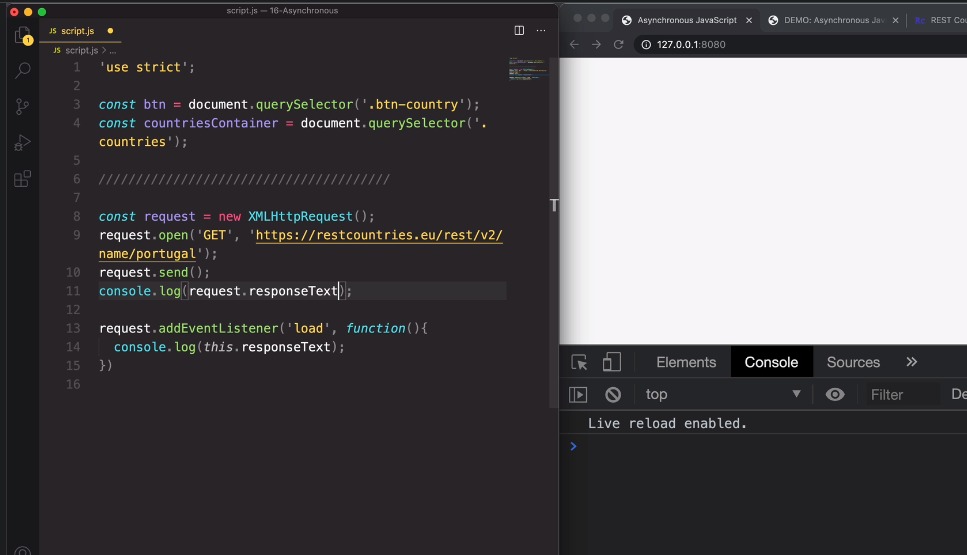 script.js — 16-Asynchronous
JS script.js
JS script.js > ...
1 'use strict';
2
3 const btn = document.querySelector('.btn-country');
4 const countriesContainer = document.querySelector('.
countries');
5
6 ///////////////////////////////////////
7
8 const request = new XMLHttpRequest();
9 request.open('GET', 'https://restcountries.eu/rest/v2/
name/portugal');
10 request.send();
11 console.log(request.responseText);
12
13 request.addEventListener('load', function(){
14 console.log(this.responseText);
15 })
16
1
T
Asynchronous JavaScript
DEMO: Asynchronous Ja
REST Cou
127.0.0.1:8080
Elements Console Sources »
top Filter De
Live reload enabled.
>